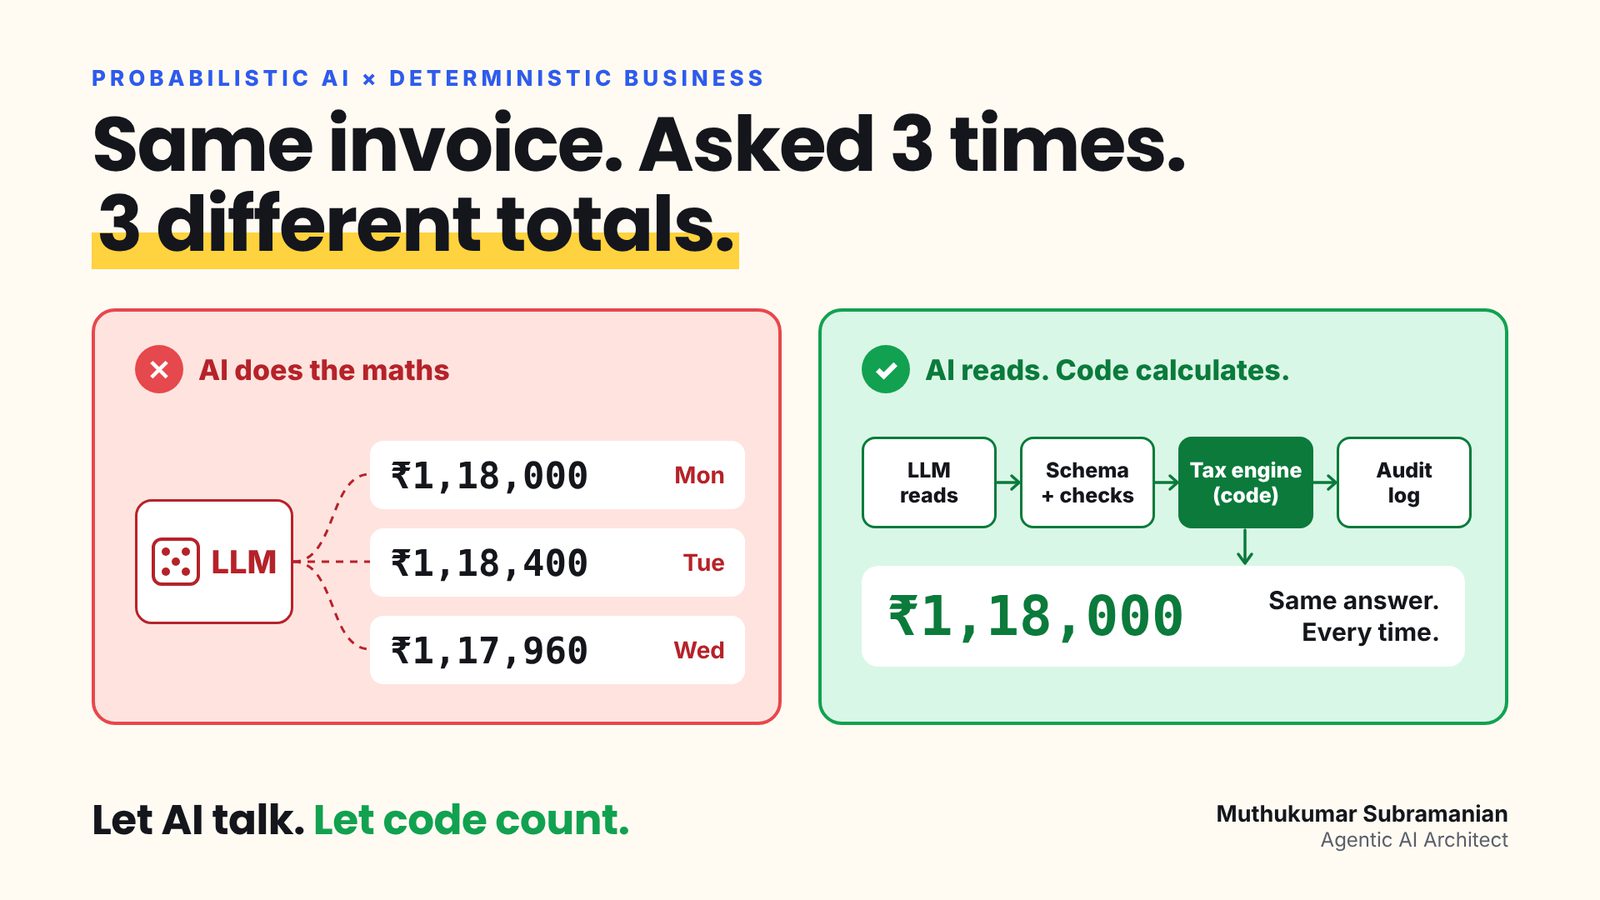 PROBABILISTIC AI × DETERMINISTIC BUSINESS
Same invoice. Asked 3 times.
3 different totals.
AI does the maths
LLM
₹1,18,000 Mon
₹1,18,400 Tue
₹1,17,960 Wed
AI reads. Code calculates.
LLM
reads
Schema
+ checks
Tax engine
(code)
Audit
log
₹1,18,000
Same answer.
Every time.
Let AI talk. Let code count.
Muthukumar Subramanian
Agentic AI Architect